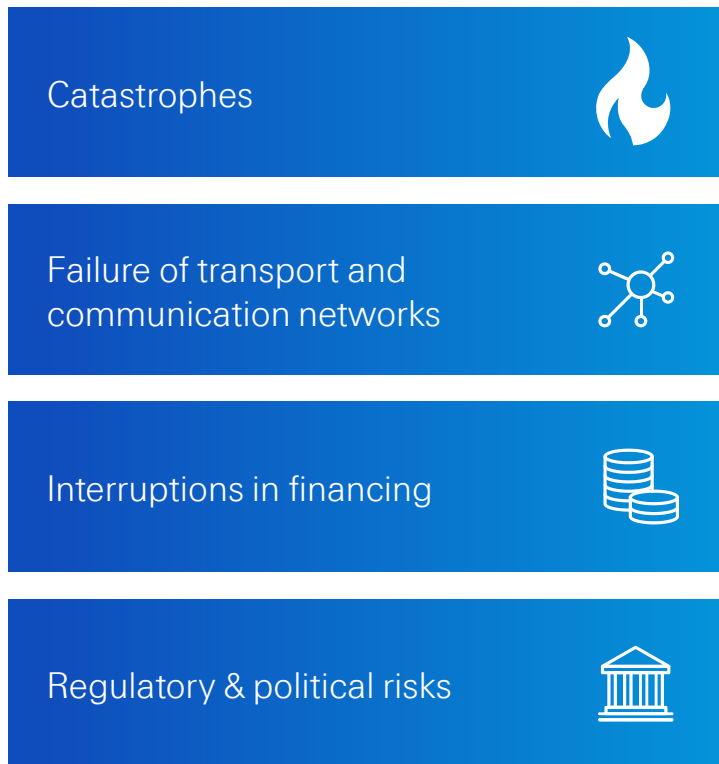 Catastrophes
Failure of transport and
communication networks
Interruptions in financing
Regulatory & political risks